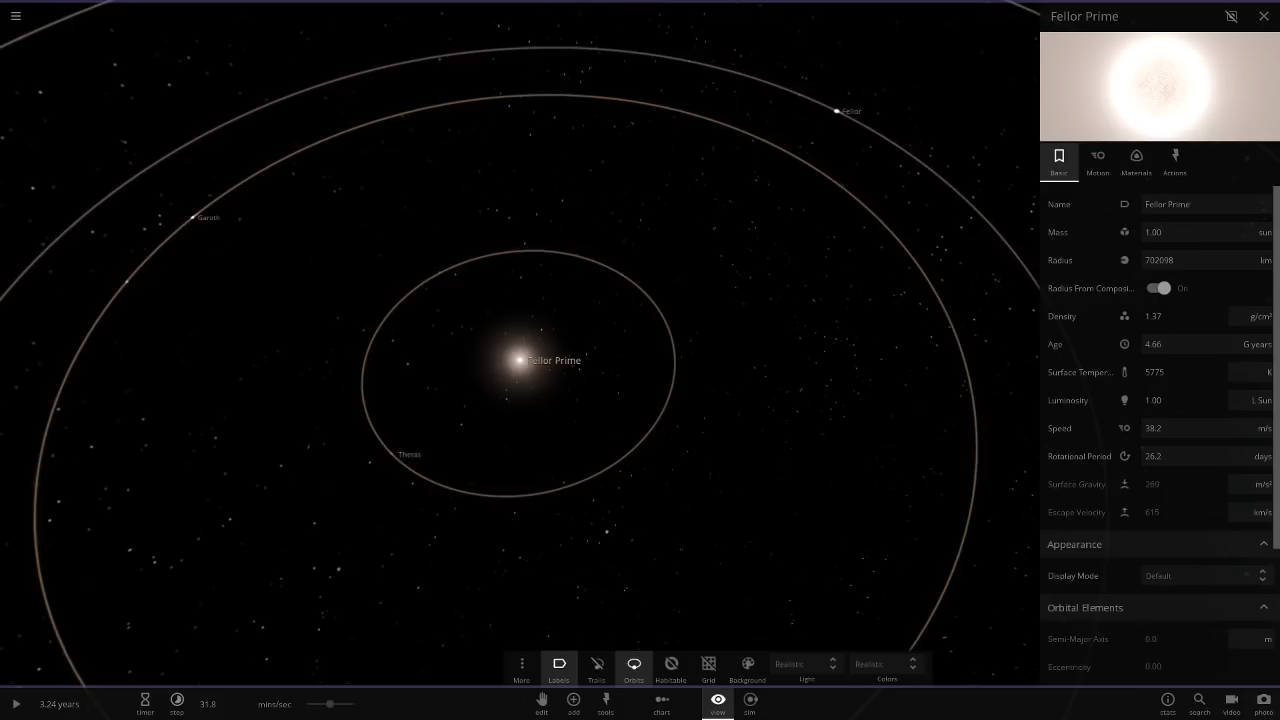 Fellor Prime
Fellor
Garoth
Fellor Prime
Theras
Basic Motion Materials Actions
Name Fellor Prime
Mass 1.00 sun
Radius 702098 km
Radius From Composi... On
Density 1.37 g/cm³
Age 4.66 G years
Surface Temper... 5775 K
Luminosity 1.00 L Sun
Speed 38.2 m/s
Rotational Period 26.2 days
Surface Gravity 269 m/s²
Escape Velocity 615 km/s
Appearance
Display Mode Default
Orbital Elements
Semi-Major Axis 0.0 m
Eccentricity 0.00
Realistic Realistic
More Labels Trails Orbits Habitable Grid Background Light Colors
3.24 years timer step 31.8 mins/sec edit add tools chart view sim stats search video photo